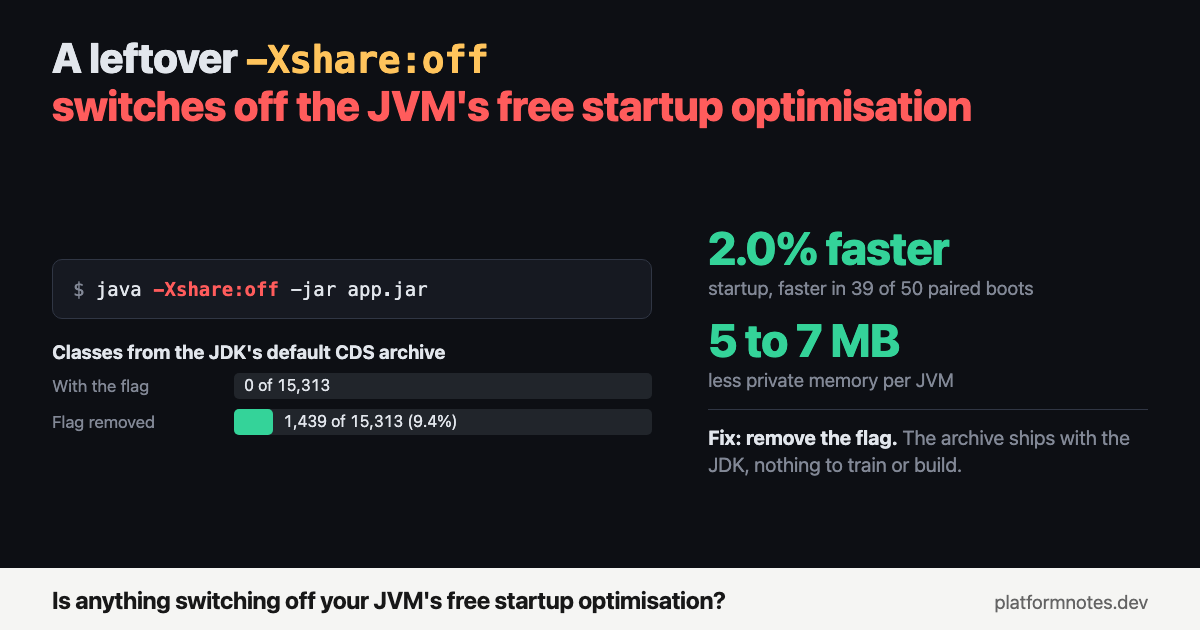 A leftover -Xshare:off
switches off the JVM's free startup optimisation
$ java -Xshare:off -jar app.jar
Classes from the JDK's default CDS archive
With the flag
0 of 15,313
Flag removed
1,439 of 15,313 (9.4%)
2.0% faster
startup, faster in 39 of 50 paired boots
5 to 7 MB
less private memory per JVM
Fix: remove the flag. The archive ships with the
JDK, nothing to train or build.
Is anything switching off your JVM's free startup optimisation?
platformnotes.dev